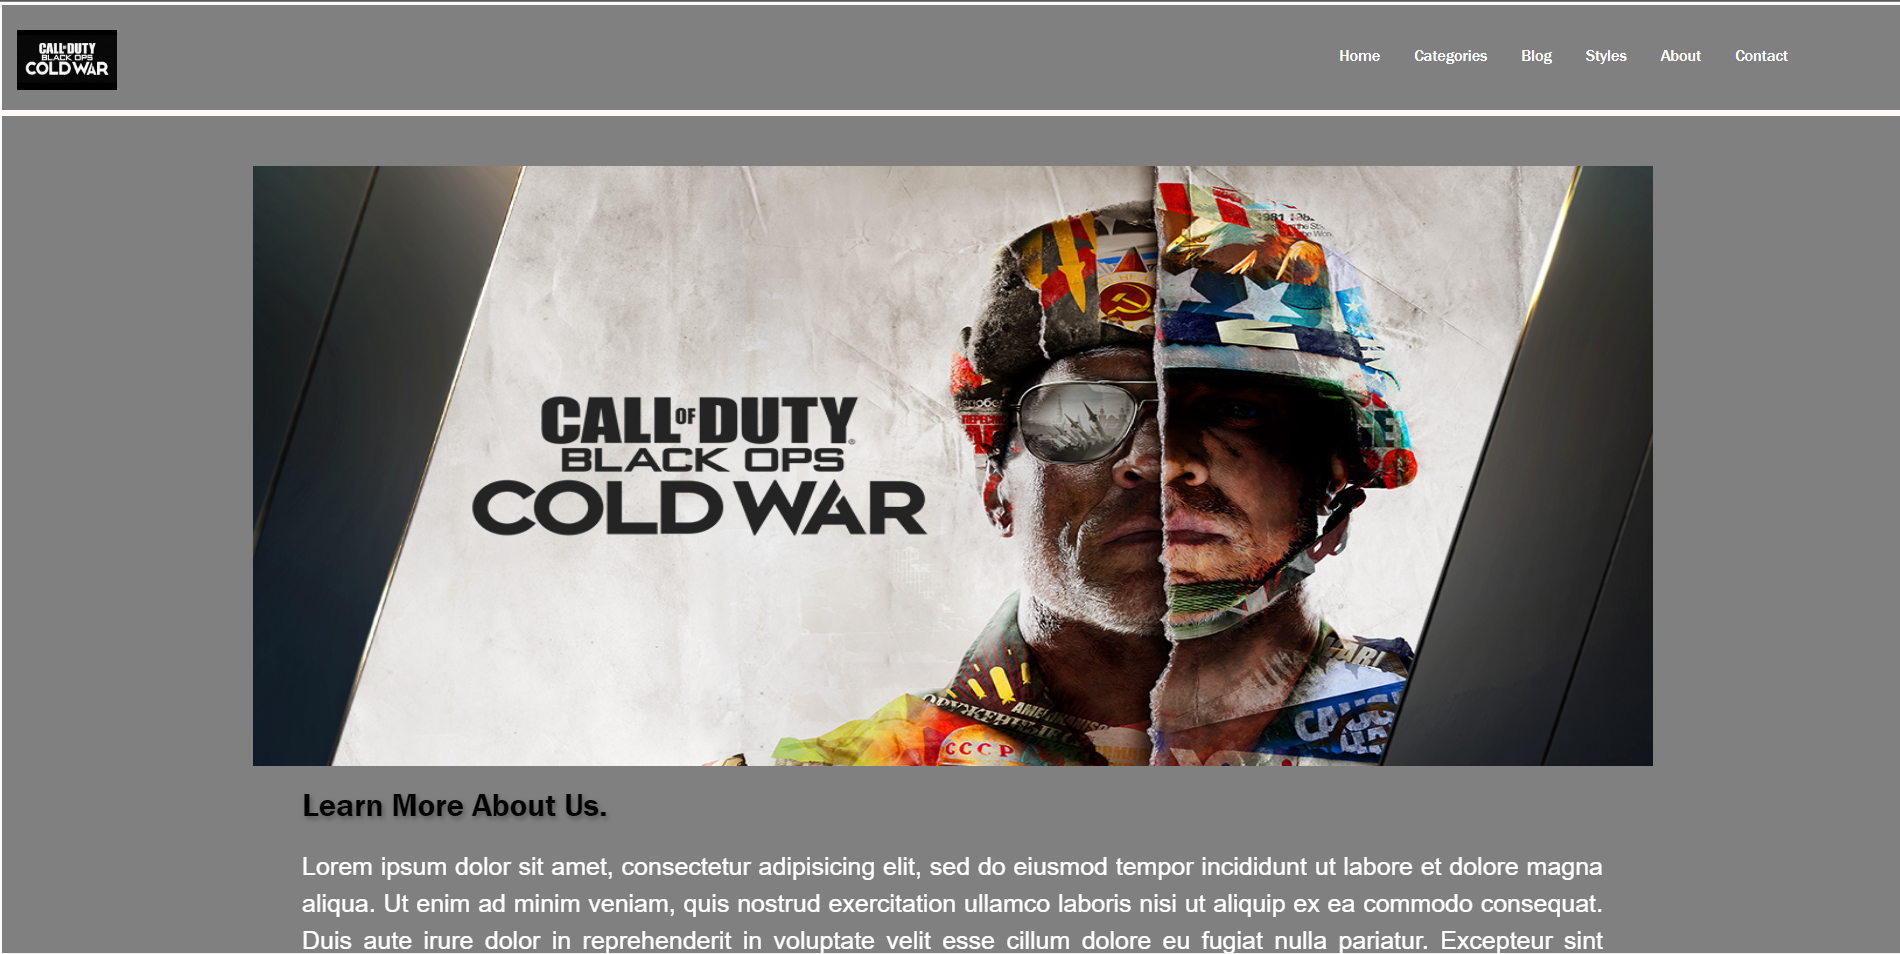 CALL OF DUTY
BLACK OPS
COLD WAR
Home Categories Blog Styles About Contact
1981 198
CALL OF DUTY®
BLACK OPS
COLD WAR
СССР
CAUC
Learn More About Us.
Lorem ipsum dolor sit amet, consectetur adipisicing elit, sed do eiusmod tempor incididunt ut labore et dolore magna
aliqua. Ut enim ad minim veniam, quis nostrud exercitation ullamco laboris nisi ut aliquip ex ea commodo consequat.
Duis aute irure dolor in reprehenderit in voluptate velit esse cillum dolore eu fugiat nulla pariatur. Excepteur sint